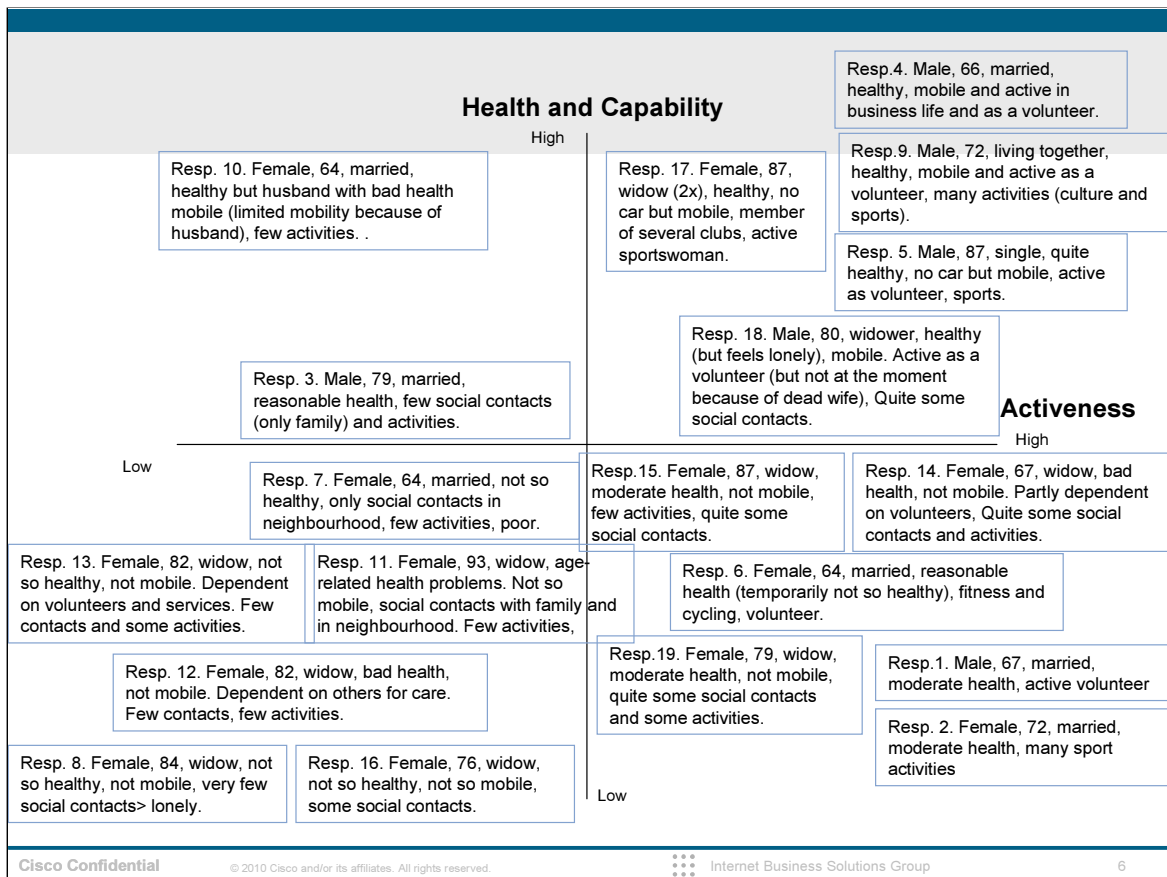 Health and Capability
High
Resp.4. Male, 66, married,
healthy, mobile and active in
business life and as a volunteer.
Resp. 10. Female, 64, married,
healthy but husband with bad health
mobile (limited mobility because of
husband), few activities. .
Resp. 17. Female, 87,
widow (2x), healthy, no
car but mobile, member
of several clubs, active
sportswoman.
Resp.9. Male, 72, living together,
healthy, mobile and active as a
volunteer, many activities (culture and
sports).
Resp. 5. Male, 87, single, quite
healthy, no car but mobile, active
as volunteer, sports.
Resp. 18. Male, 80, widower, healthy
(but feels lonely), mobile. Active as a
volunteer (but not at the moment
because of dead wife), Quite some
social contacts.
Resp. 3. Male, 79, married,
reasonable health, few social contacts
(only family) and activities.
Activeness
High
Low
Resp. 7. Female, 64, married, not so
healthy, only social contacts in
neighbourhood, few activities, poor.
Resp.15. Female, 87, widow,
moderate health, not mobile,
few activities, quite some
social contacts.
Resp. 14. Female, 67, widow, bad
health, not mobile. Partly dependent
on volunteers, Quite some social
contacts and activities.
Resp. 13. Female, 82, widow, not
so healthy, not mobile. Dependent
on volunteers and services. Few
contacts and some activities.
Resp. 11. Female, 93, widow, age-
related health problems. Not so
mobile, social contacts with family and
in neighbourhood. Few activities,
Resp. 6. Female, 64, married, reasonable
health (temporarily not so healthy), fitness and
cycling, volunteer.
Resp. 12. Female, 82, widow, bad health,
not mobile. Dependent on others for care.
Few contacts, few activities.
Resp.19. Female, 79, widow,
moderate health, not mobile,
quite some social contacts
and some activities.
Resp.1. Male, 67, married,
moderate health, active volunteer
Resp. 2. Female, 72, married,
moderate health, many sport
activities
Resp. 8. Female, 84, widow, not
so healthy, not mobile, very few
social contacts> lonely.
Resp. 16. Female, 76, widow,
not so healthy, not so mobile,
some social contacts.
Low
Cisco Confidential
© 2010 Cisco and/or its affiliates. All rights reserved.
Internet Business Solutions Group
6